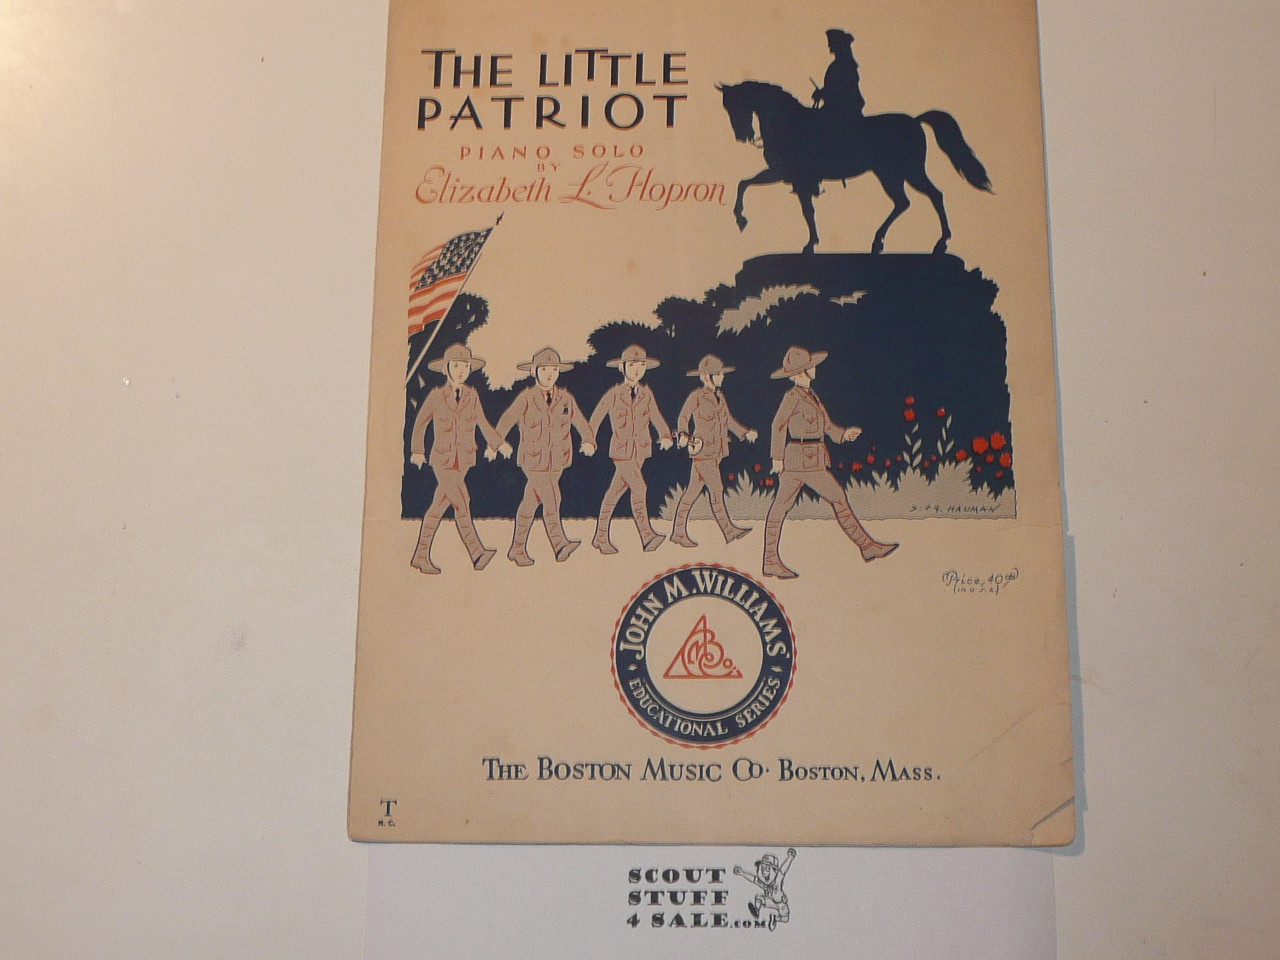 THE LITTLE
PATRIOT
PIANO SOLO
BY
Elizabeth L. Hopson
S. + A. HAUMAN
Price, 40¢
(IN U.S.A)
JOHN M. WILLIAMS'
EDUCATIONAL SERIES
BMCo.
THE BOSTON MUSIC CO. BOSTON, MASS.
T
SCOUT
STUFF
4 SALE.COM